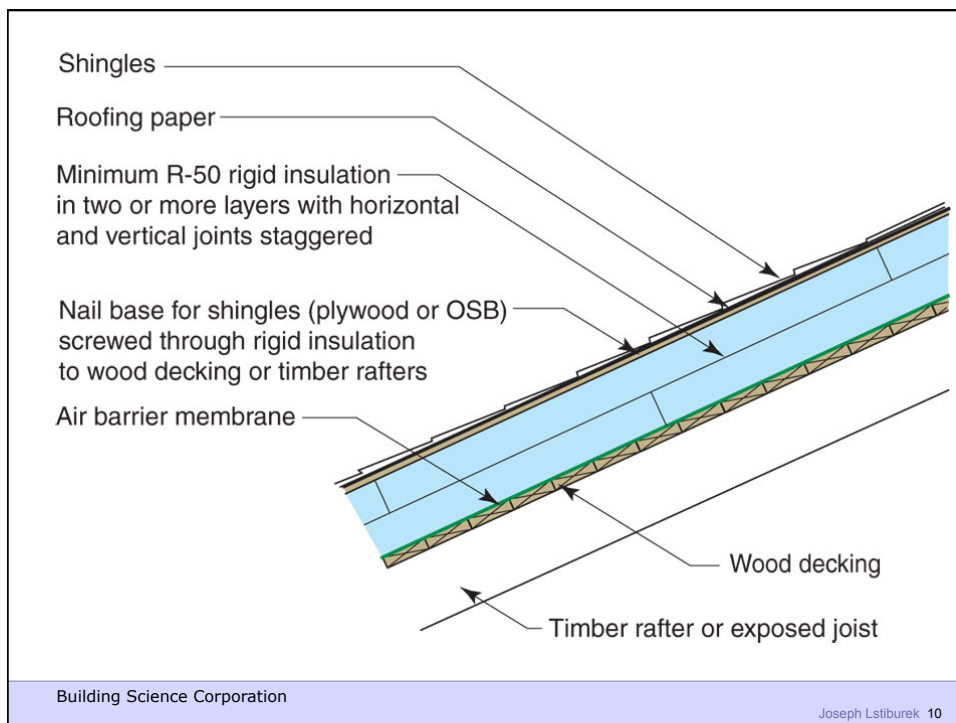 Shingles
Roofing paper
Minimum R-50 rigid insulation
in two or more layers with horizontal
and vertical joints staggered
Nail base for shingles (plywood or OSB)
screwed through rigid insulation
to wood decking or timber rafters
Air barrier membrane
Wood decking
Timber rafter or exposed joist
Building Science Corporation
Joseph Lstiburek 10